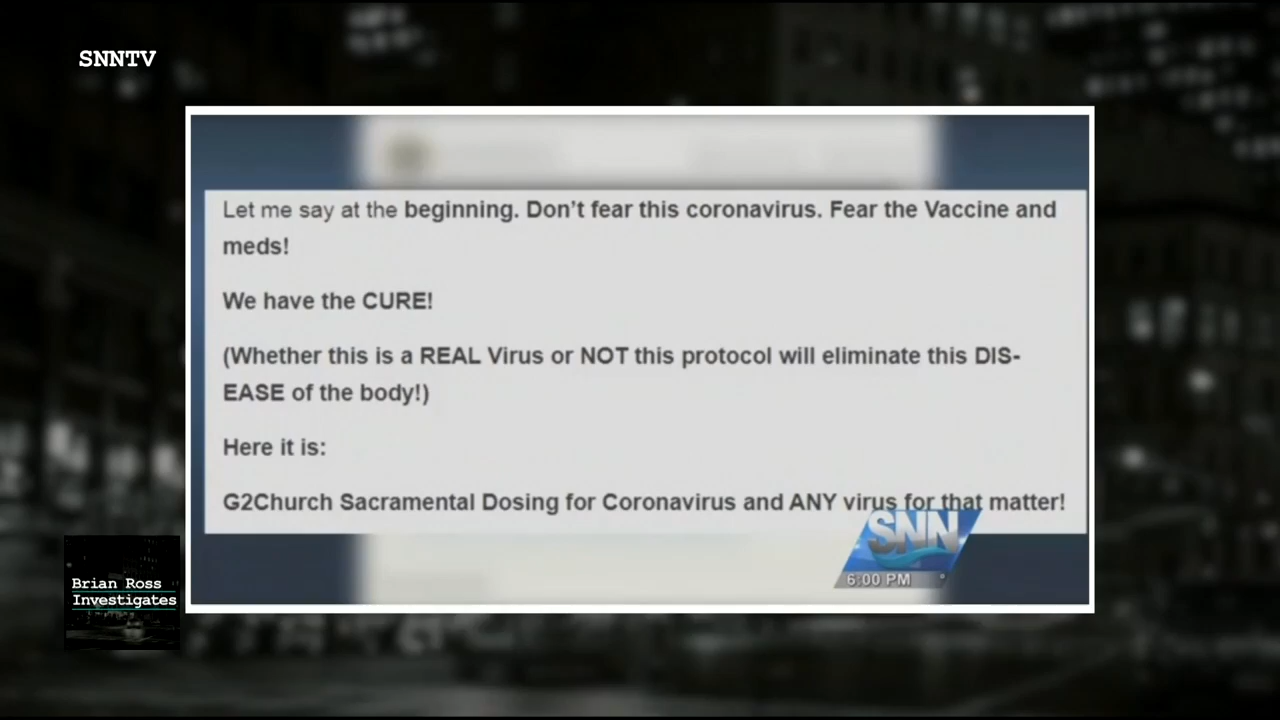 SNNTV
Let me say at the beginning. Don't fear this coronavirus. Fear the Vaccine and
meds!
We have the CURE!
(Whether this is a REAL Virus or NOT this protocol will eliminate this DIS-
EASE of the body!)
Here it is:
G2Church Sacramental Dosing for Coronavirus and ANY virus for that matter!
SNN
6:00 PM
Brian Ross
Investigates